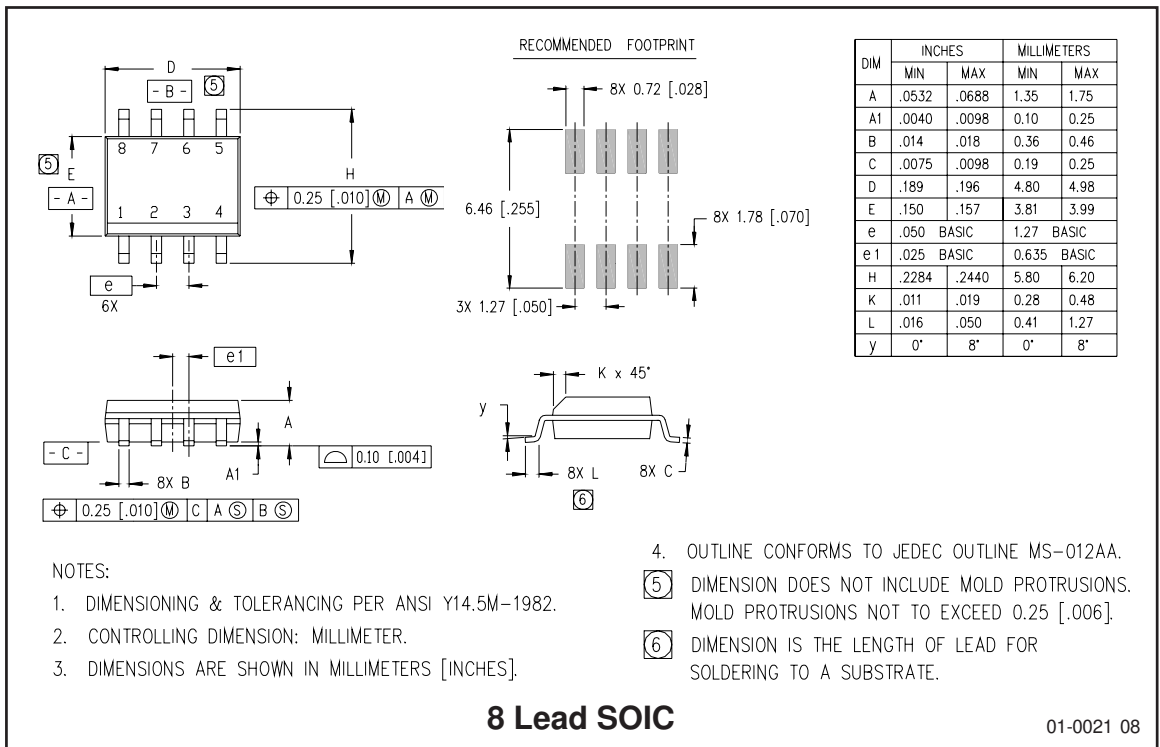 D
- B -
5
8 7 6 5
5
E
H
- A -
⌖ 0.25 [.010] Ⓜ A Ⓜ
1 2 3 4
e
6X
RECOMMENDED FOOTPRINT
8X 0.72 [.028]
6.46 [.255]
8X 1.78 [.070]
3X 1.27 [.050]
DIM INCHES MILLIMETERS
MIN MAX MIN MAX
A .0532 .0688 1.35 1.75
A1 .0040 .0098 0.10 0.25
B .014 .018 0.36 0.46
C .0075 .0098 0.19 0.25
D .189 .196 4.80 4.98
E .150 .157 3.81 3.99
e .050 BASIC 1.27 BASIC
e1 .025 BASIC 0.635 BASIC
H .2284 .2440 5.80 6.20
K .011 .019 0.28 0.48
L .016 .050 0.41 1.27
y 0° 8° 0° 8°
e1
A
- C -
A1
8X B
⌓ 0.10 [.004]
⌖ 0.25 [.010] Ⓜ C A Ⓢ B Ⓢ
K x 45°
y
8X L
8X C
6
NOTES:
1. DIMENSIONING & TOLERANCING PER ANSI Y14.5M-1982.
2. CONTROLLING DIMENSION: MILLIMETER.
3. DIMENSIONS ARE SHOWN IN MILLIMETERS [INCHES].
4. OUTLINE CONFORMS TO JEDEC OUTLINE MS-012AA.
5 DIMENSION DOES NOT INCLUDE MOLD PROTRUSIONS.
MOLD PROTRUSIONS NOT TO EXCEED 0.25 [.006].
6 DIMENSION IS THE LENGTH OF LEAD FOR
SOLDERING TO A SUBSTRATE.
8 Lead SOIC
01-0021 08